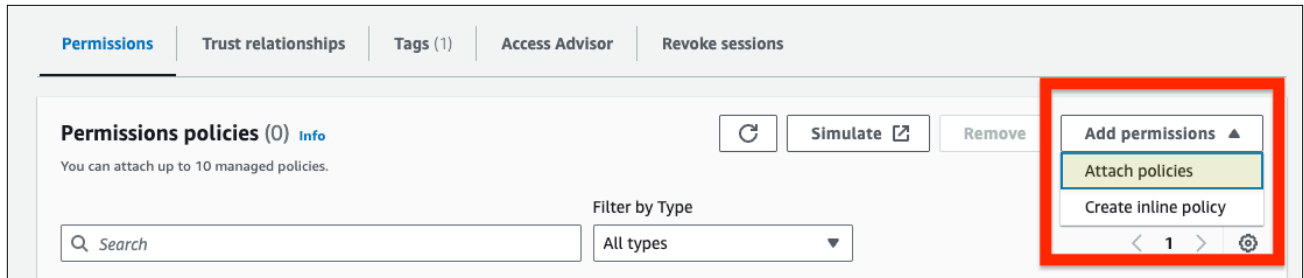 Permissions
Trust relationships
Tags (1)
Access Advisor
Revoke sessions
Permissions policies (0) Info
Simulate
Remove
Add permissions
You can attach up to 10 managed policies.
Attach policies
Create inline policy
Filter by Type
Search
All types
1